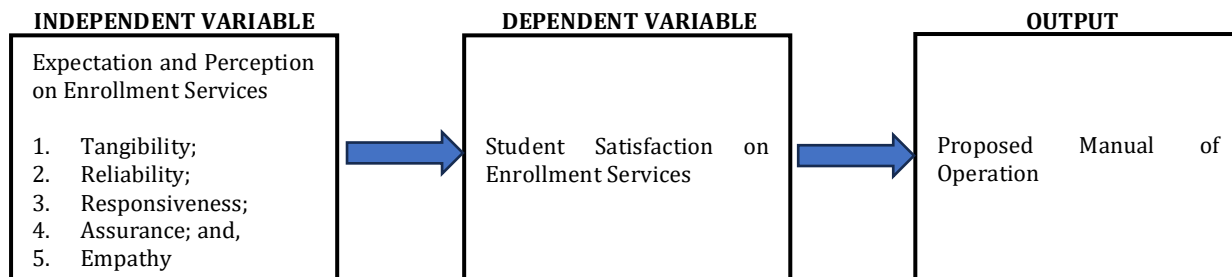 INDEPENDENT VARIABLE
Expectation and Perception
on Enrollment Services
1. Tangibility;
2. Reliability;
3. Responsiveness;
4. Assurance; and,
5. Empathy
DEPENDENT VARIABLE
Student Satisfaction on
Enrollment Services
OUTPUT
Proposed Manual of
Operation